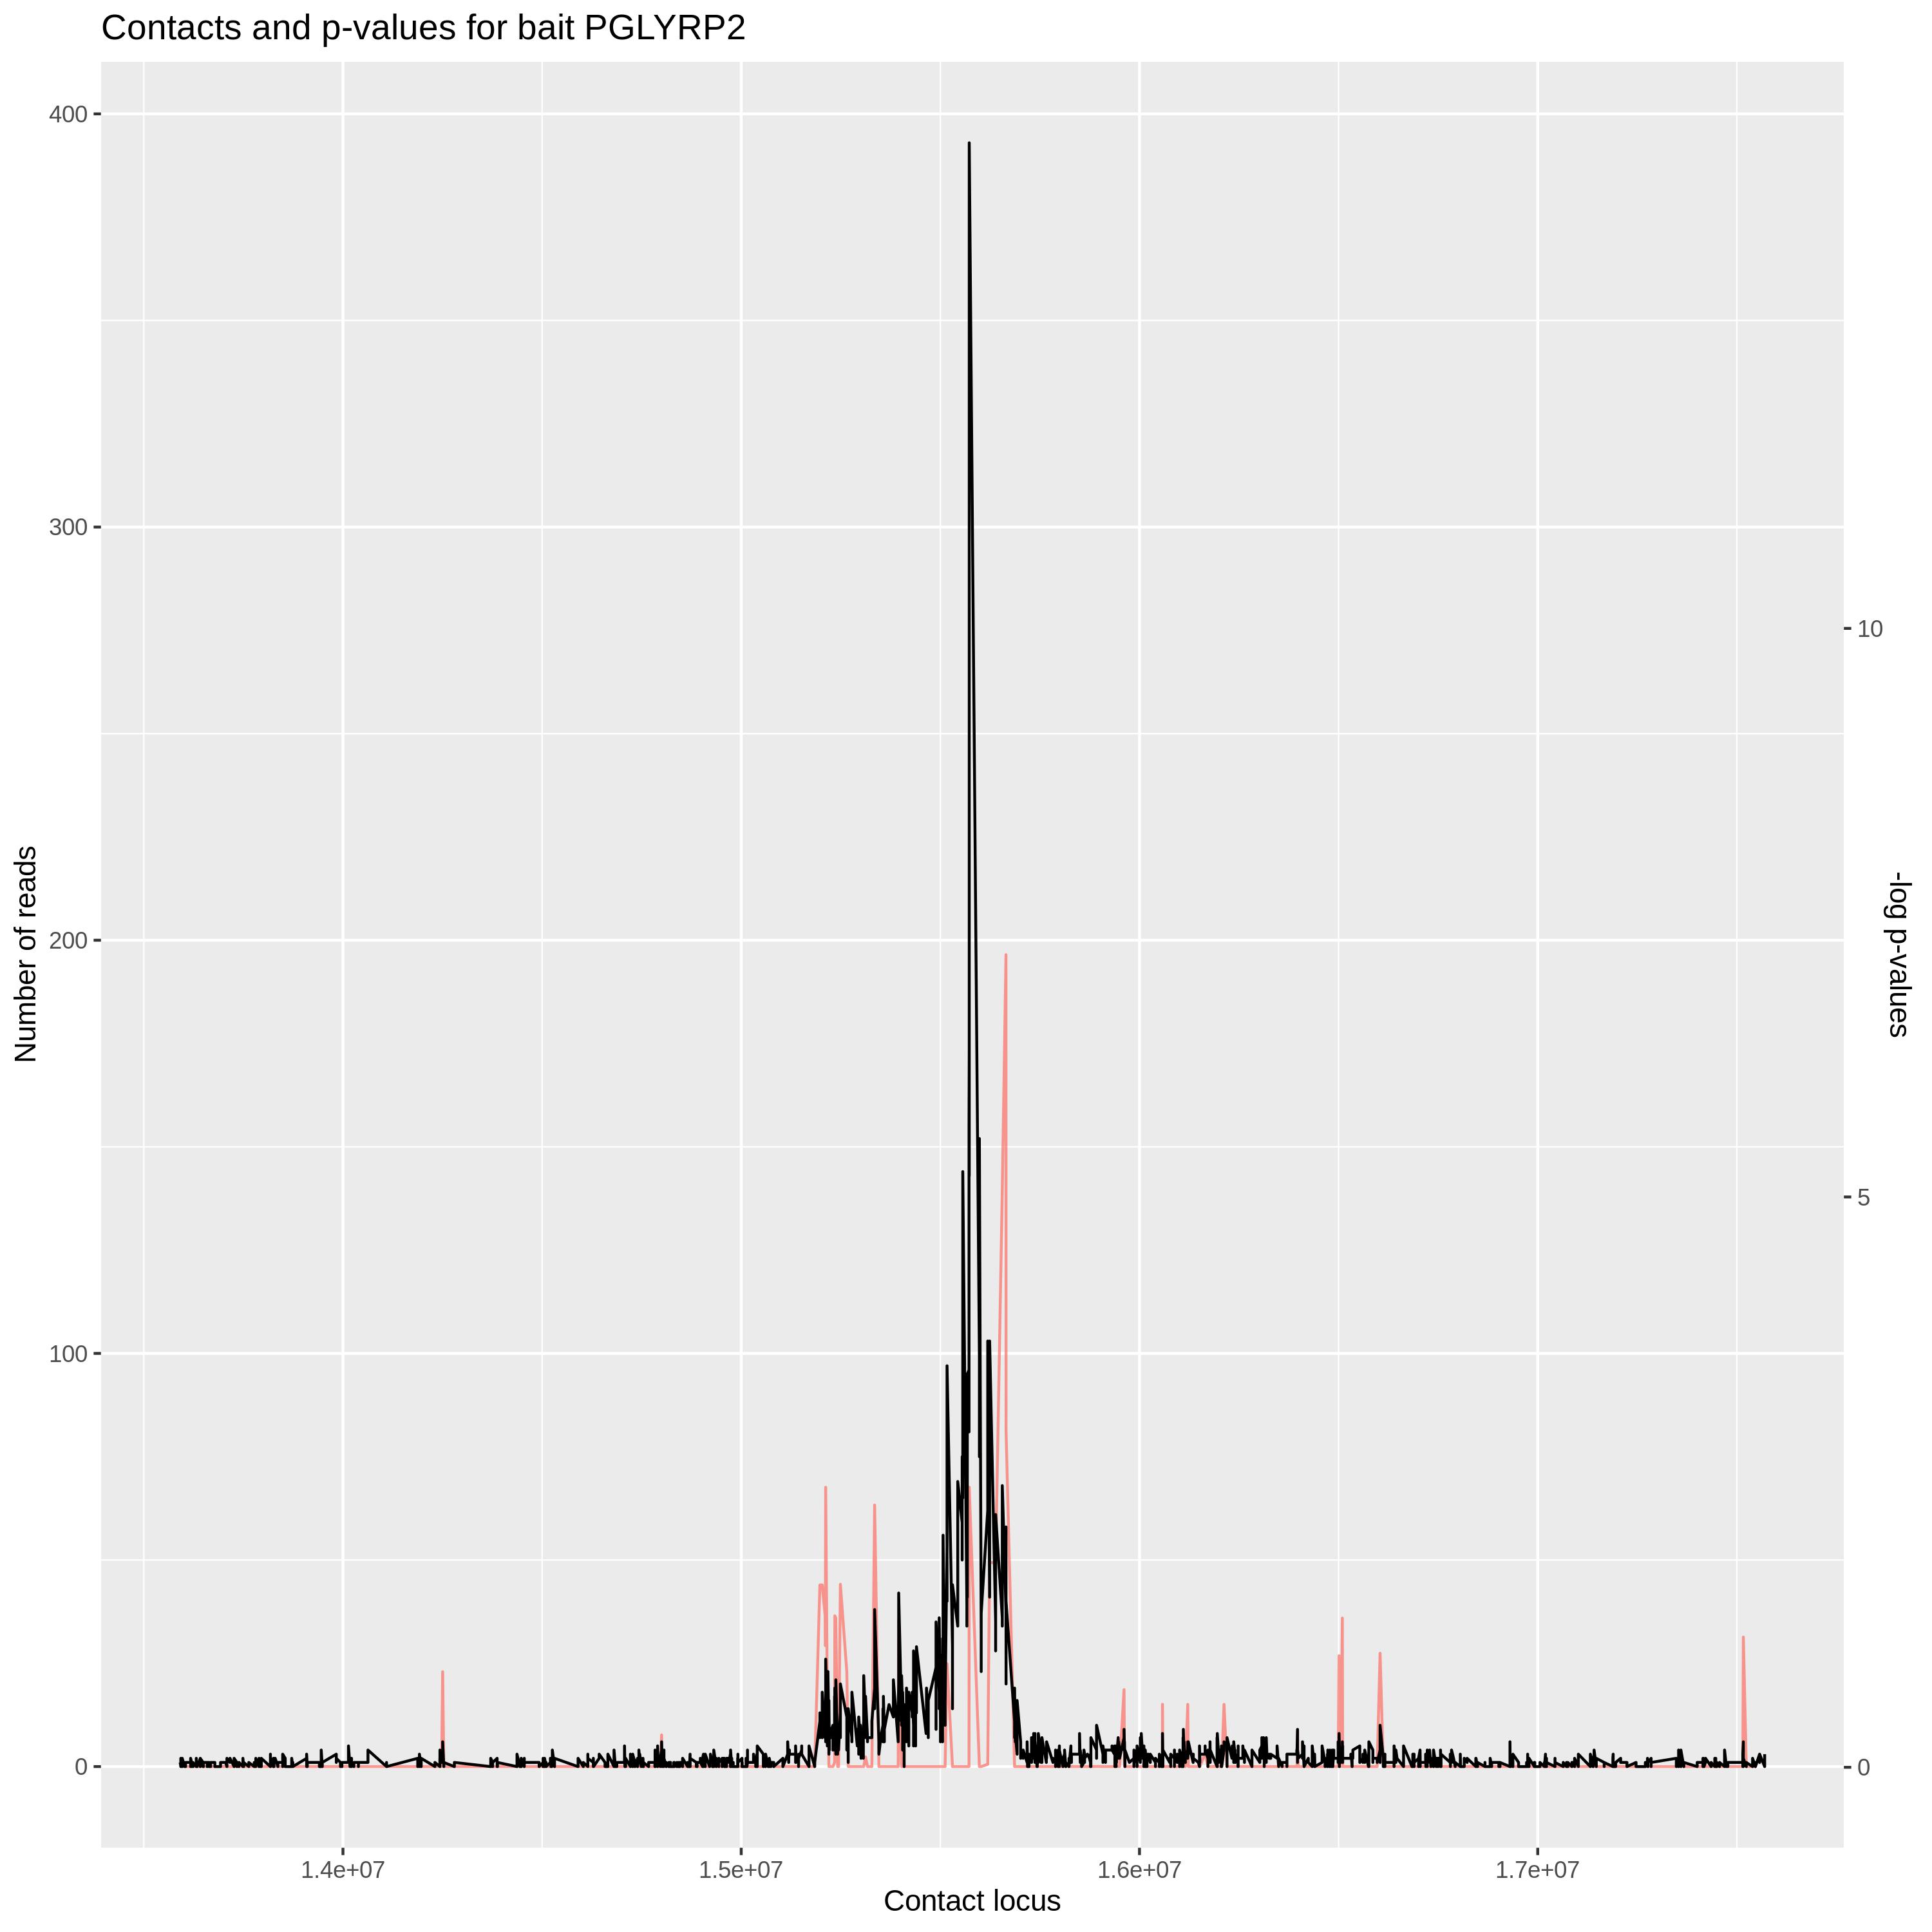 Contacts and p-values for bait PGLYRP2
400
300
200
100
0
Number of reads
10
5
0
-log p-values
1.4e+07
1.5e+07
1.6e+07
1.7e+07
Contact locus